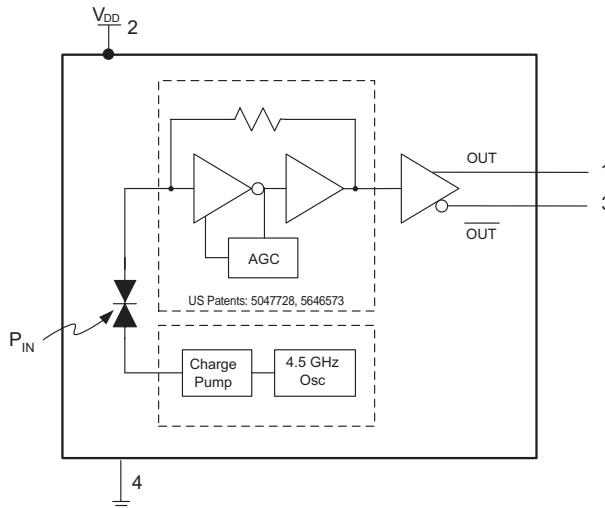 VDD
2
OUT
1
3
OUT
AGC
US Patents: 5047728, 5646573
PIN
Charge
Pump
4.5 GHz
Osc
4